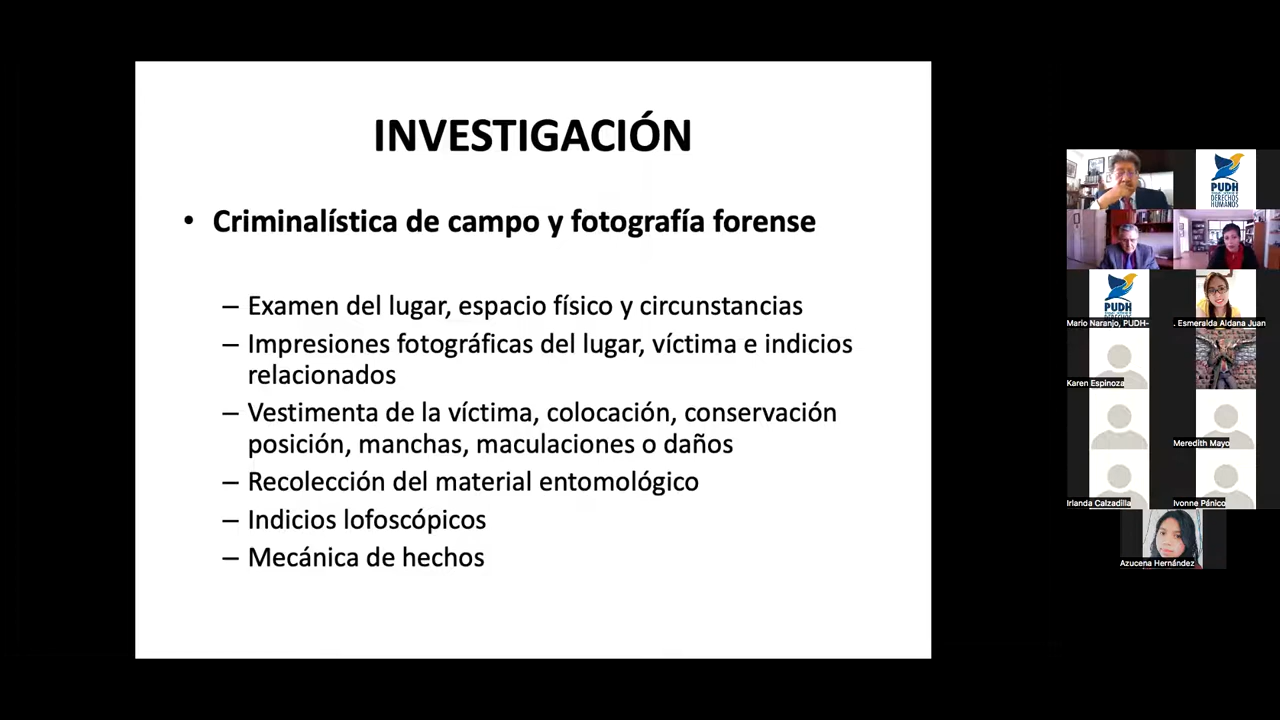 INVESTIGACIÓN
• Criminalística de campo y fotografía forense
– Examen del lugar, espacio físico y circunstancias
– Impresiones fotográficas del lugar, víctima e indicios
relacionados
– Vestimenta de la víctima, colocación, conservación
posición, manchas, maculaciones o daños
– Recolección del material entomológico
– Indicios lofoscópicos
– Mecánica de hechos
PUDH
DERECHOS
HUMANOS
PUDH
Mario Naranjo, PUDH-
. Esmeralda Aldana Juan
Karen Espinoza
Meredith Mayo
Irlanda Calzadilla
Ivonne Pánico
Azucena Hernández